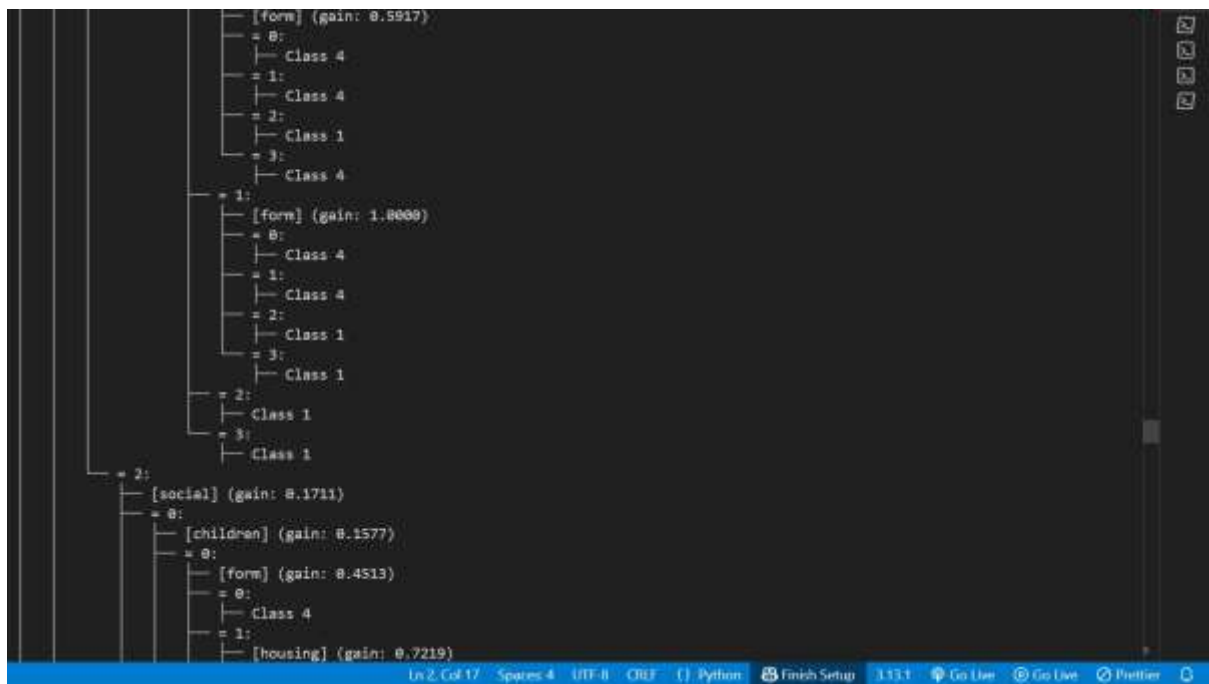 [form] (gain: 0.5917)
= 0:
Class 4
= 1:
Class 4
= 2:
Class 1
= 3:
Class 4
= 1:
[form] (gain: 1.0000)
= 0:
Class 4
= 1:
Class 4
= 2:
Class 1
= 3:
Class 1
= 2:
Class 1
= 3:
Class 1
= 2:
[social] (gain: 0.1711)
= 0:
[children] (gain: 0.1577)
= 0:
[form] (gain: 0.4513)
= 0:
Class 4
= 1:
[housing] (gain: 0.7219)
Ln 2, Col 17 Spaces: 4 UTF-8 CRLF {} Python Finish Setup 3.13.1 Go Live Go Live Prettier